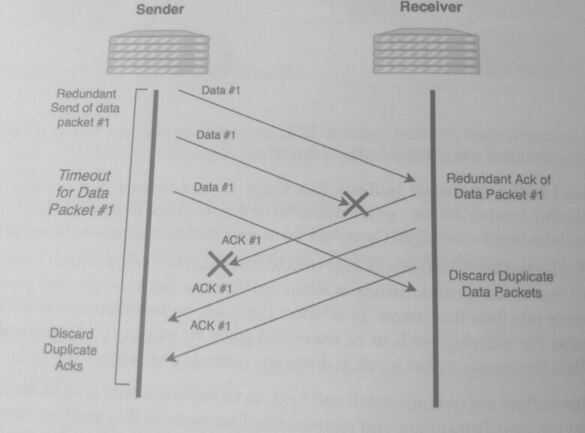 Sender
Receiver
Redundant
Send of data
packet #1
Data #1
Data #1
Timeout
for Data
Packet #1
Data #1
Redundant Ack of
Data Packet #1
ACK #1
ACK #1
Discard Duplicate
Data Packets
ACK #1
Discard
Duplicate
Acks